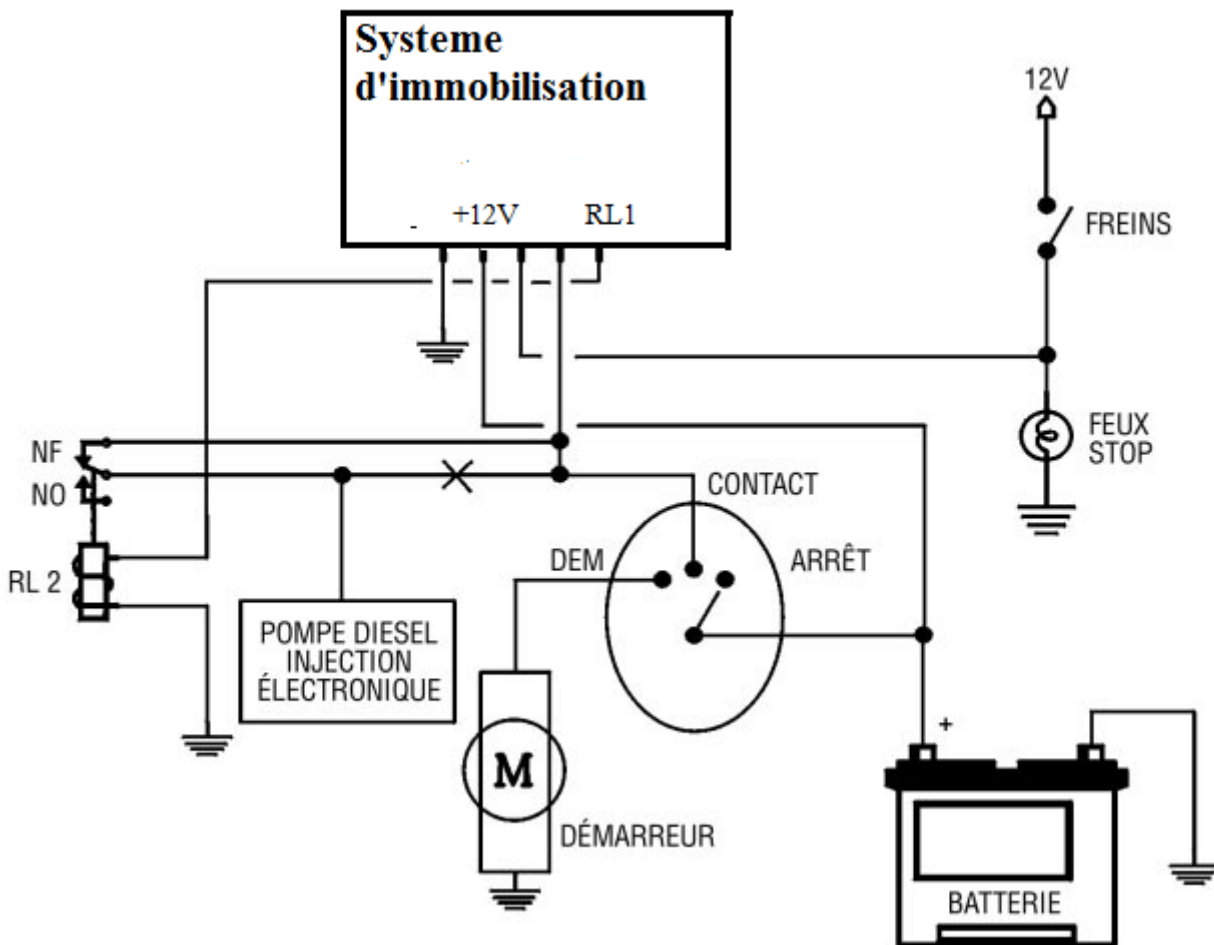 Systeme
d'immobilisation
- +12V RL1
12V
FREINS
FEUX
STOP
NF
NO
RL 2
CONTACT
DEM
ARRÊT
POMPE DIESEL
INJECTION
ÉLECTRONIQUE
M
DÉMARREUR
+
BATTERIE